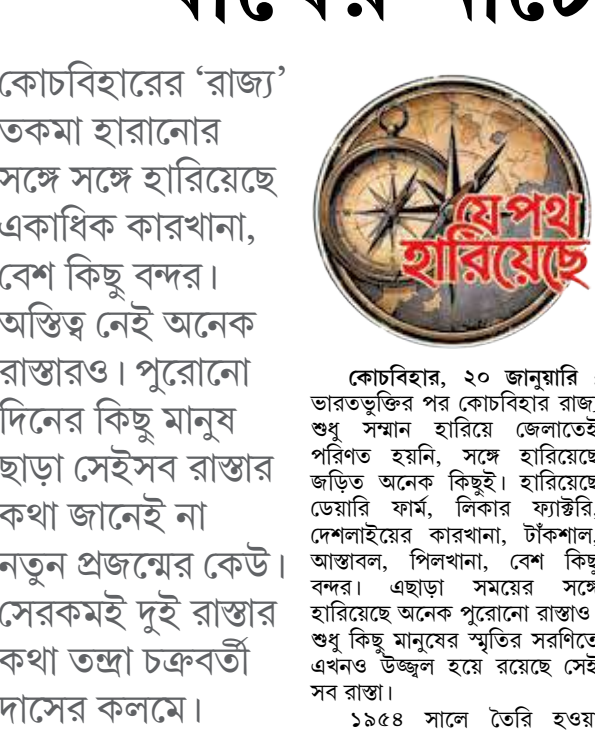 কোচবিহারের ‘রাজ্য’
তকমা হারানোর
সঙ্গে সঙ্গে হারিয়েছে
একাধিক কারখানা,
বেশ কিছু বন্দর।
অস্তিত্ব নেই অনেক
রাস্তারও। পুরোনো
দিনের কিছু মানুষ
ছাড়া সেইসব রাস্তার
কথা জানেই না
নতুন প্রজন্মের কেউ।
সেরকমই দুই রাস্তার
কথা তন্দ্রা চক্রবর্তী
দাসের কলমে।
যে পথ
হারিয়েছে
কোচবিহার, ২০ জানুয়ারি :
ভারতভুক্তির পর কোচবিহার রাজ্য
শুধু সম্মান হারিয়ে জেলাতেই
পরিণত হয়নি, সঙ্গে হারিয়েছে
জড়িত অনেক কিছুই। হারিয়েছে
ডেয়ারি ফার্ম, লিকার ফ্যাক্টরি,
দেশলাইয়ের কারখানা, টাঁকশাল,
আস্তাবল, পিলখানা, বেশ কিছু
বন্দর। এছাড়া সময়ের সঙ্গে
হারিয়েছে অনেক পুরোনো রাস্তাও
শুধু কিছু মানুষের স্মৃতির সরণিতে
এখনও উজ্জ্বল হয়ে রয়েছে সেই
সব রাস্তা।
১৯৫৪ সালে তৈরি হওয়া